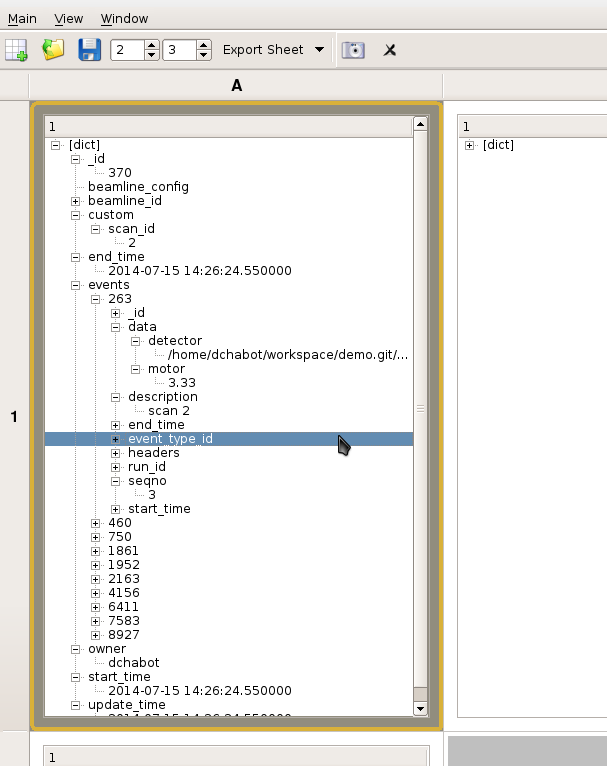 Main View Window
2 3 Export Sheet
A
1
[dict]
_id
370
beamline_config
beamline_id
custom
scan_id
2
end_time
2014-07-15 14:26:24.550000
events
263
_id
data
detector
/home/dchabot/workspace/demo.git/...
motor
3.33
description
scan 2
end_time
event_type_id
headers
run_id
seqno
3
start_time
460
750
1861
1952
2163
4156
6411
7583
8927
owner
dchabot
start_time
2014-07-15 14:26:24.550000
update_time
1
[dict]
1
1